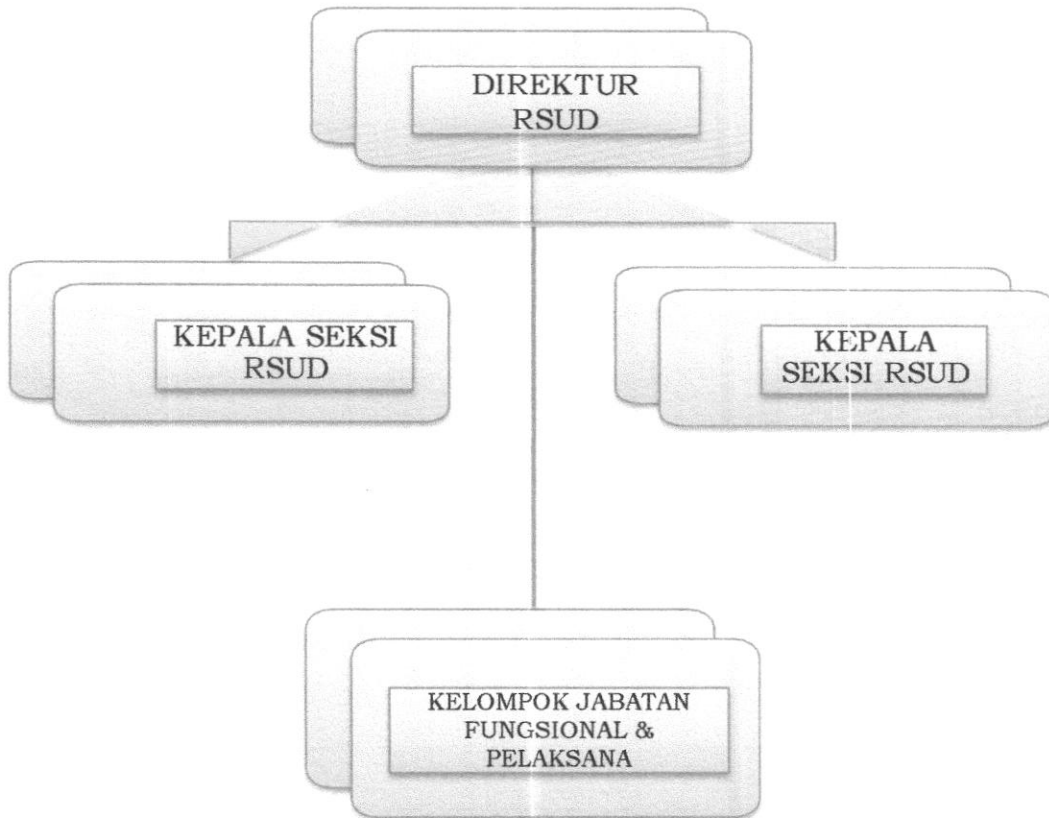 DIREKTUR
RSUD
KEPALA SEKSI
RSUD
KEPALA
SEKSI RSUD
KELOMPOK JABATAN
FUNGSIONAL &
PELAKSANA